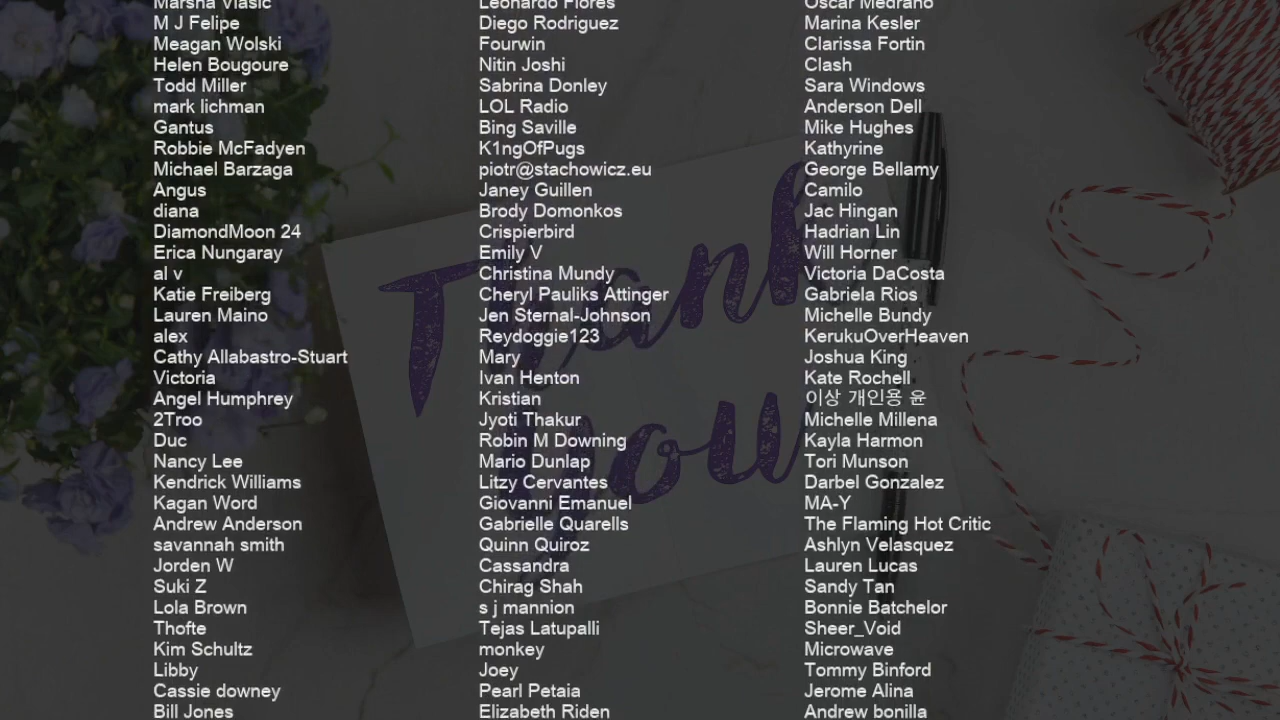 Marsha Vlasic
M J Felipe
Meagan Wolski
Helen Bougoure
Todd Miller
mark lichman
Gantus
Robbie McFadyen
Michael Barzaga
Angus
diana
DiamondMoon 24
Erica Nungaray
al v
Katie Freiberg
Lauren Maino
alex
Cathy Allabastro-Stuart
Victoria
Angel Humphrey
2Troo
Duc
Nancy Lee
Kendrick Williams
Kagan Word
Andrew Anderson
savannah smith
Jorden W
Suki Z
Lola Brown
Thofte
Kim Schultz
Libby
Cassie downey
Bill Jones
Leonardo Flores
Diego Rodriguez
Fourwin
Nitin Joshi
Sabrina Donley
LOL Radio
Bing Saville
K1ngOfPugs
piotr@stachowicz.eu
Janey Guillen
Brody Domonkos
Crispierbird
Emily V
Christina Mundy
Cheryl Pauliks Attinger
Jen Sternal-Johnson
Reydoggie123
Mary
Ivan Henton
Kristian
Jyoti Thakur
Robin M Downing
Mario Dunlap
Litzy Cervantes
Giovanni Emanuel
Gabrielle Quarells
Quinn Quiroz
Cassandra
Chirag Shah
s j mannion
Tejas Latupalli
monkey
Joey
Pearl Petaia
Elizabeth Riden
Oscar Medrano
Marina Kesler
Clarissa Fortin
Clash
Sara Windows
Anderson Dell
Mike Hughes
Kathyrine
George Bellamy
Camilo
Jac Hingan
Hadrian Lin
Will Horner
Victoria DaCosta
Gabriela Rios
Michelle Bundy
KerukuOverHeaven
Joshua King
Kate Rochell
이상 개인용 윤
Michelle Millena
Kayla Harmon
Tori Munson
Darbel Gonzalez
MA-Y
The Flaming Hot Critic
Ashlyn Velasquez
Lauren Lucas
Sandy Tan
Bonnie Batchelor
Sheer_Void
Microwave
Tommy Binford
Jerome Alina
Andrew bonilla
Thank
you